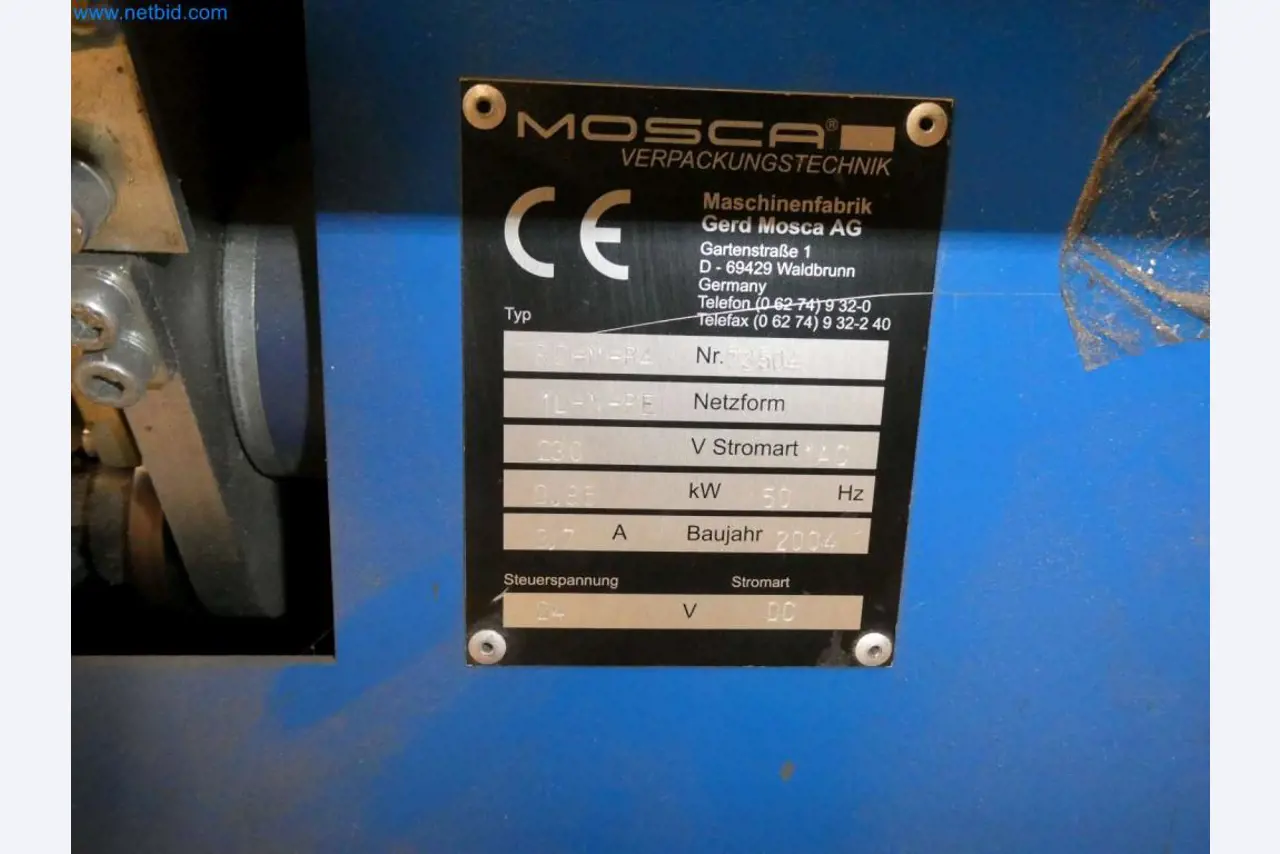 www.netbid.com
MOSCA®
VERPACKUNGSTECHNIK
CE
Maschinenfabrik
Gerd Mosca AG
Gartenstraße 1
D - 69429 Waldbrunn
Germany
Telefon (0 62 74) 9 32-0
Telefax (0 62 74) 9 32-2 40
Typ
Nr.
Netzform
230 V Stromart
kW 50 Hz
A Baujahr 2004
Steuerspannung Stromart
24 V DC